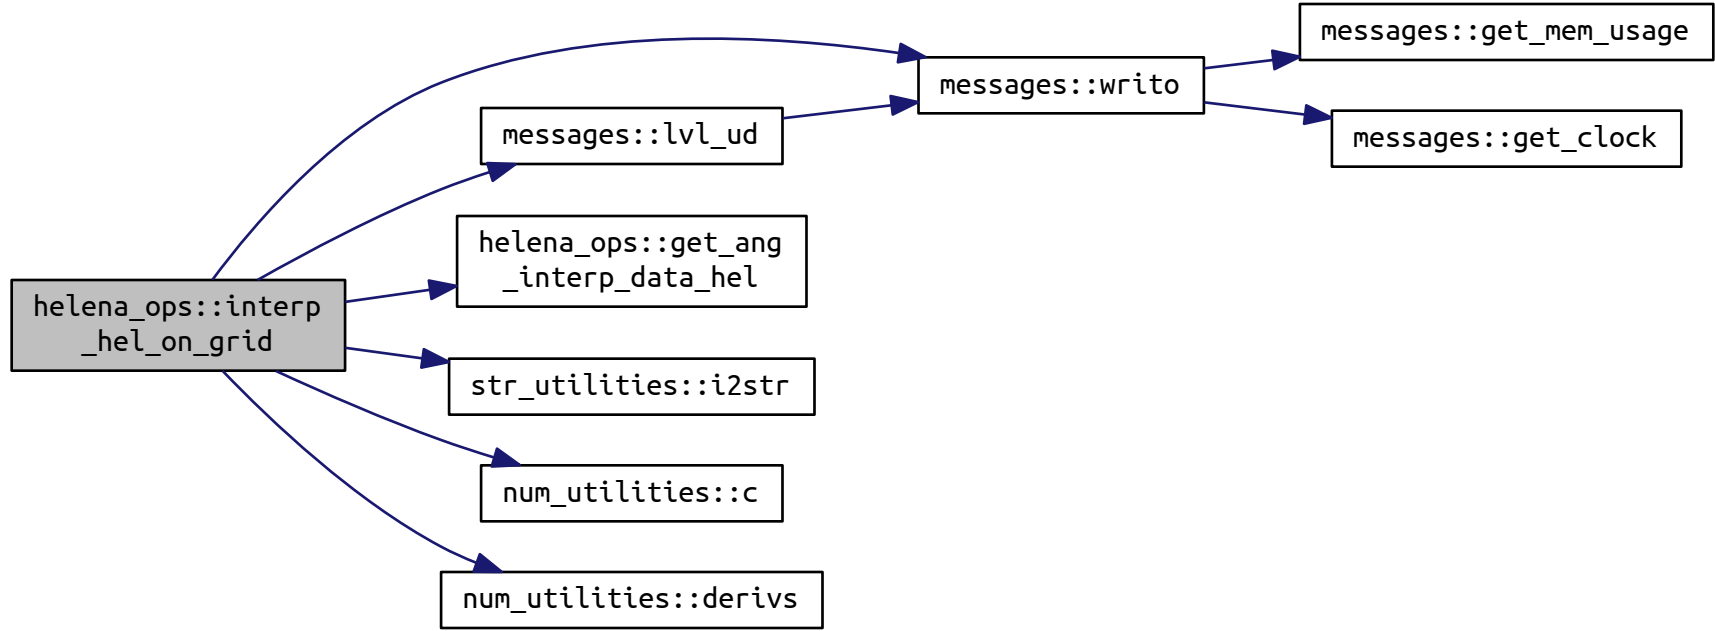 messages::get_mem_usage
messages::writo
messages::lvl_ud
messages::get_clock
helena_ops::get_ang
_interp_data_hel
helena_ops::interp
_hel_on_grid
str_utilities::i2str
num_utilities::c
num_utilities::derivs